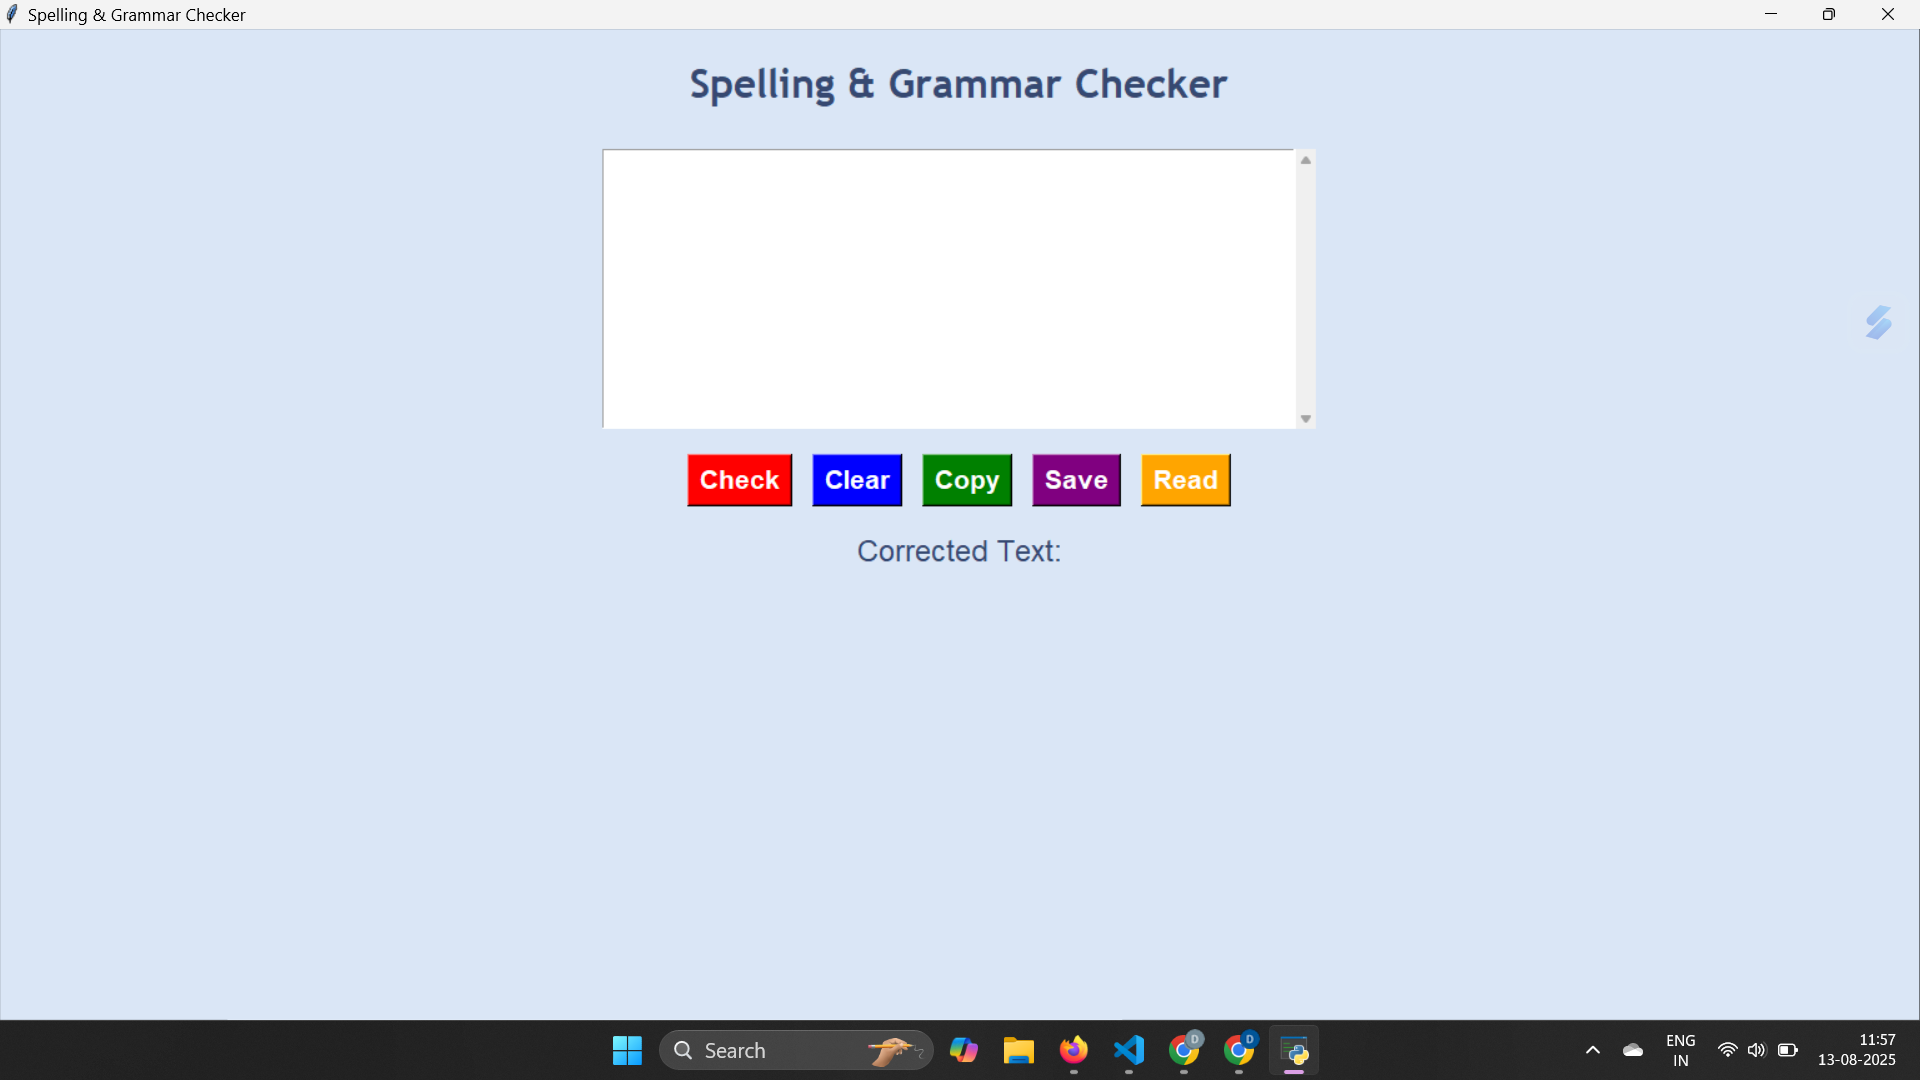 Spelling & Grammar Checker
Spelling & Grammar Checker
Check Clear Copy Save Read
Corrected Text:
Search
D
D
ENG
IN
11:57
13-08-2025